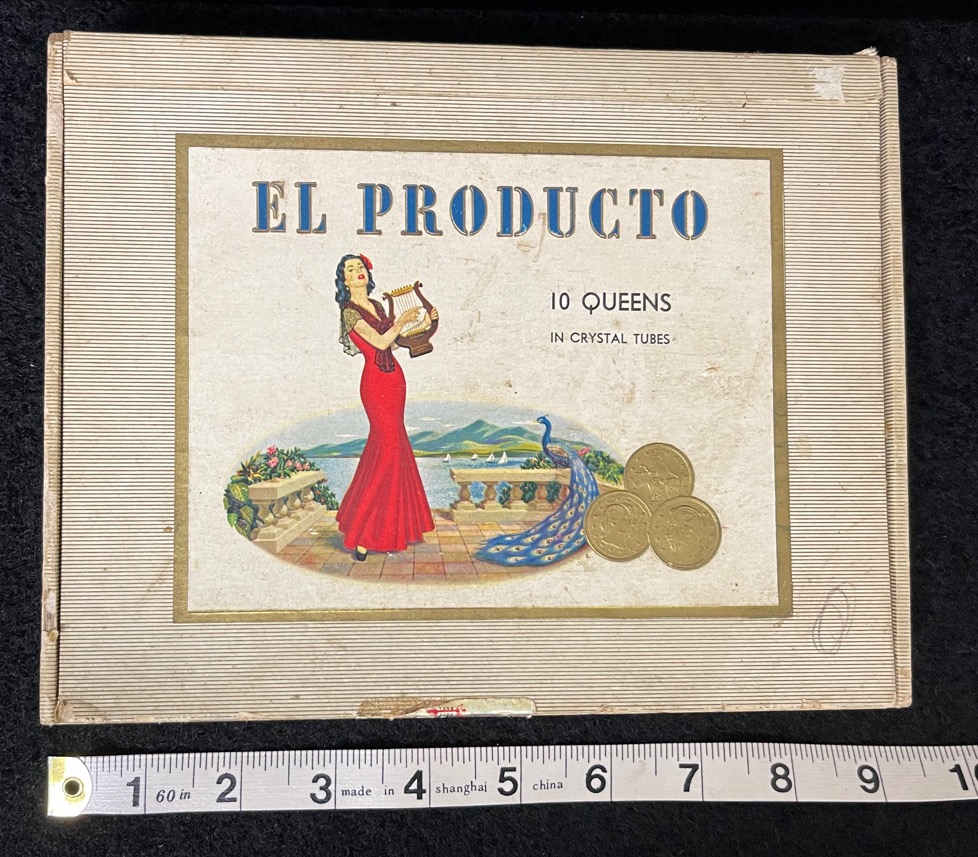 EL PRODUCTO
10 QUEENS
IN CRYSTAL TUBES
1 60 in 2 3 made in 4 shanghai 5 china 6 7 8 9 10